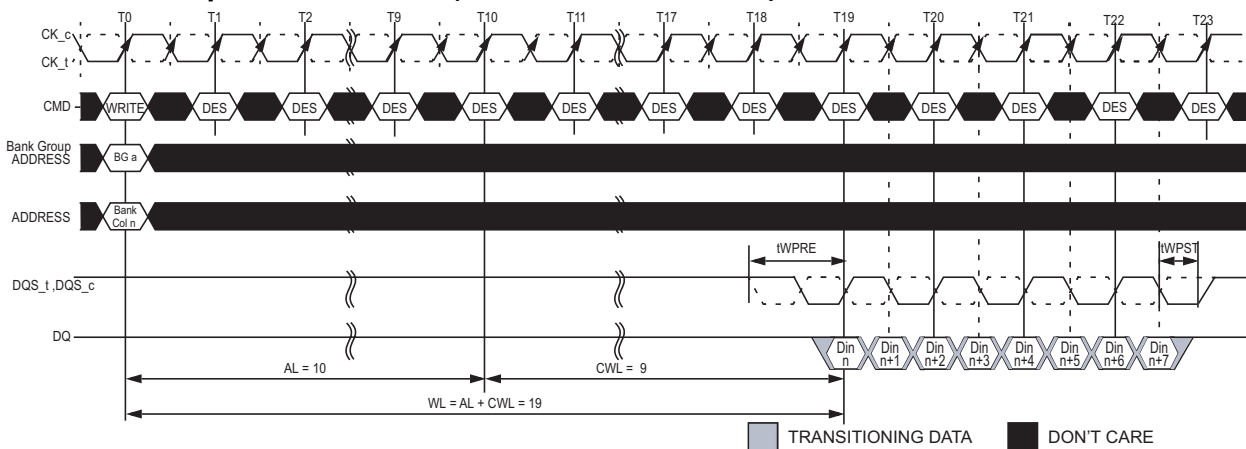 T0 T1 T2 T9 T10 T11 T17 T18 T19 T20 T21 T22 T23
CK_c
CK_t
CMD WRITE DES DES DES DES DES DES DES DES DES DES DES DES
Bank Group
ADDRESS BG a
ADDRESS Bank
Col n
tWPRE tWPST
DQS_t ,DQS_c
DQ Din Din Din Din Din Din Din Din
n n+1 n+2 n+3 n+4 n+5 n+6 n+7
AL = 10 CWL = 9
WL = AL + CWL = 19
TRANSITIONING DATA DON'T CARE